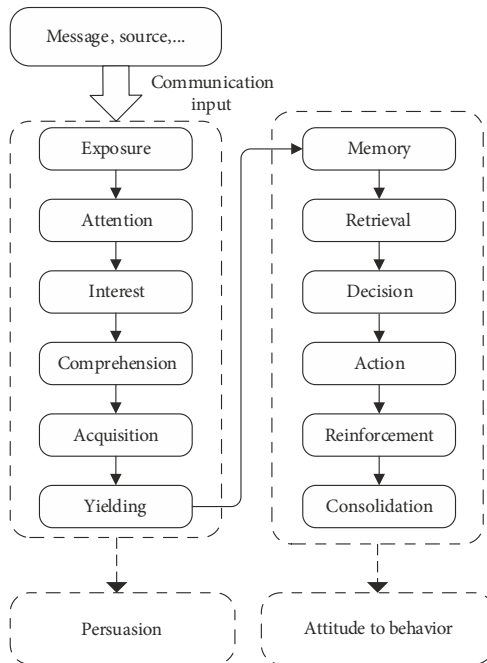 Message, source,...
Communication
input
Exposure
Attention
Interest
Comprehension
Acquisition
Yielding
Persuasion
Memory
Retrieval
Decision
Action
Reinforcement
Consolidation
Attitude to behavior